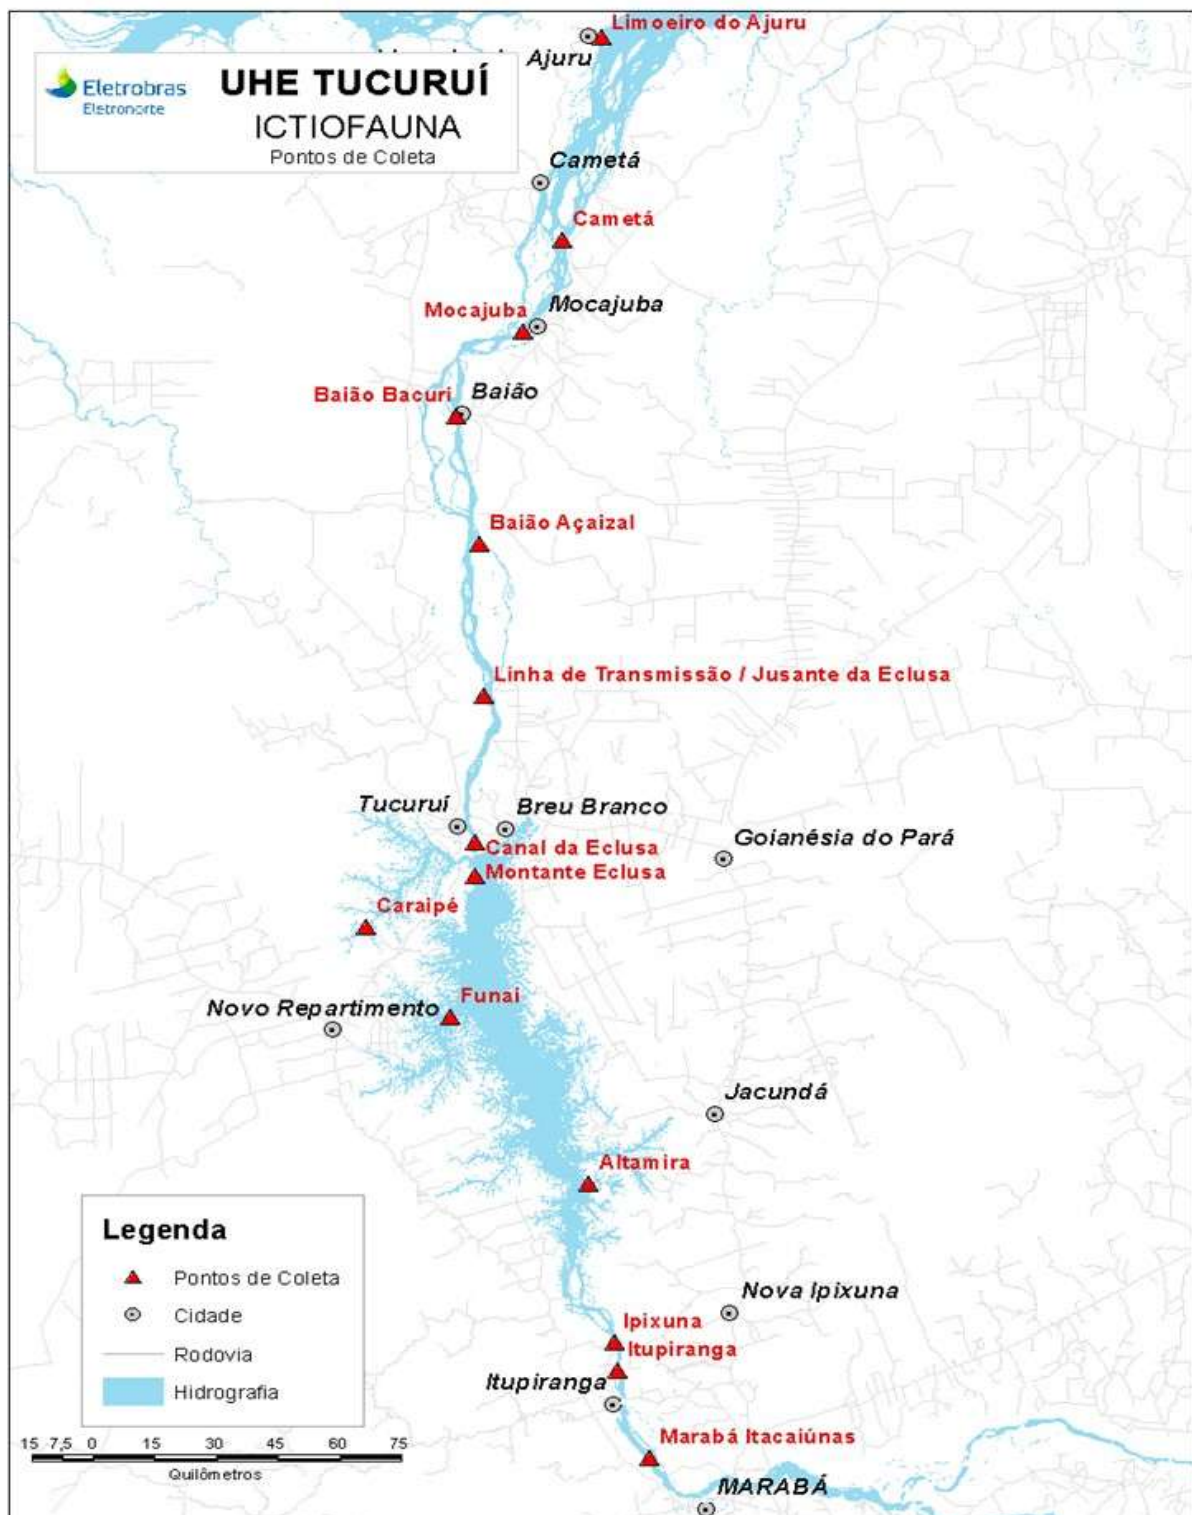 Limoeiro do Ajuru
Ajuru
Eletrobras
Eletronorte
UHE TUCURUÍ
ICTIOFAUNA
Pontos de Coleta
Cametá
Cametá
Mocajuba
Mocajuba
Baião Bacuri
Baião
Baião Açaizal
Linha de Transmissão / Jusante da Eclusa
Tucuruí
Breu Branco
Canal da Eclusa
Goianésia do Pará
Montante Eclusa
Caraipé
Funai
Novo Repartimento
Jacundá
Altamira
Legenda
Pontos de Coleta
Cidade
Rodovia
Hidrografia
Nova Ipixuna
Ipixuna
Itupiranga
Itupiranga
Marabá Itacaiúnas
MARABÁ
15 7,5 0 15 30 45 60 75
Quilômetros